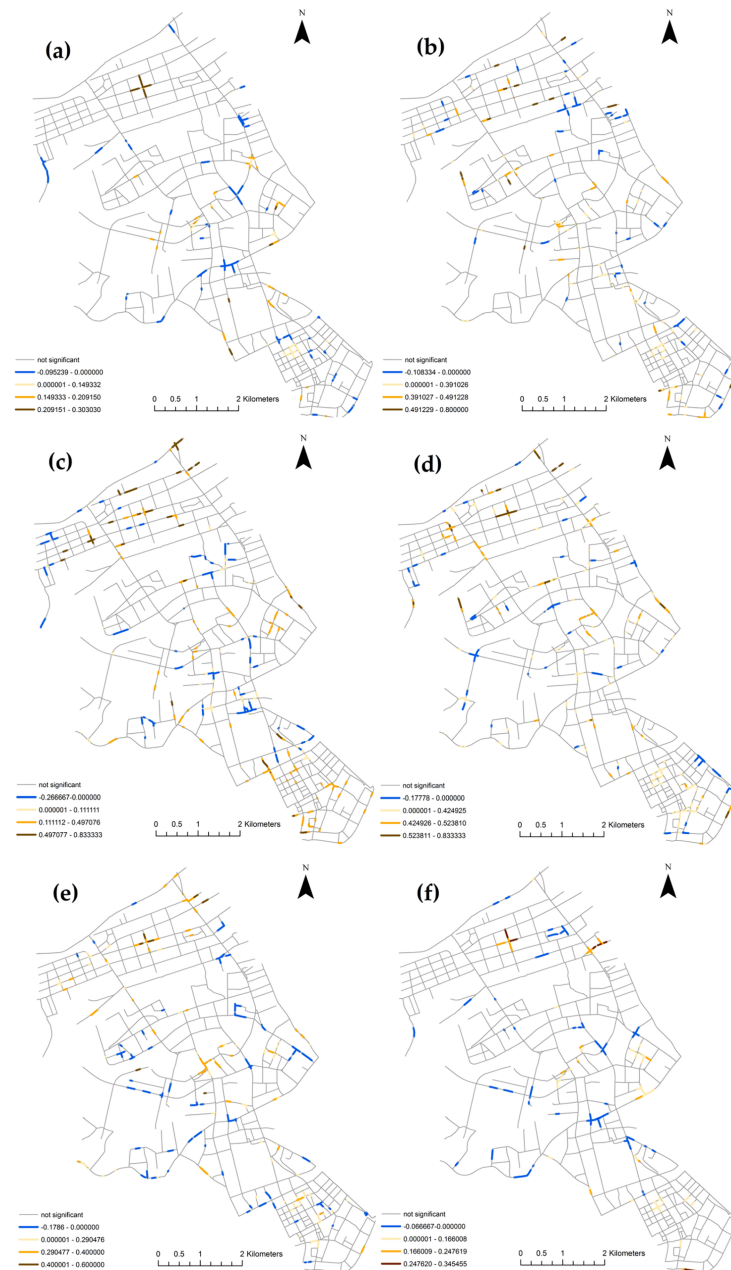 (a)
N
not significant
-0.095239 - 0.000000
0.000001 - 0.149332
0.149333 - 0.209150
0.209151 - 0.303030
0 0.5 1 2 Kilometers
(b)
N
not significant
-0.108334 - 0.000000
0.000001 - 0.391026
0.391027 - 0.491228
0.491229 - 0.800000
0 0.5 1 2 Kilometers
(c)
N
not significant
-0.266667-0.000000
0.000001 - 0.111111
0.111112 - 0.497076
0.497077 - 0.833333
0 0.5 1 2 Kilometers
(d)
N
not significant
-0.17778 - 0.000000
0.000001 - 0.424925
0.424926 - 0.523810
0.523811 - 0.833333
0 0.5 1 2 Kilometers
(e)
N
not significant
-0.1786 - 0.000000
0.000001 - 0.290476
0.290477 - 0.400000
0.400001 - 0.600000
0 0.5 1 2 Kilometers
(f)
N
not significant
-0.066667-0.000000
0.000001 - 0.166008
0.166009 - 0.247619
0.247620 - 0.345455
0 0.5 1 2 Kilometers